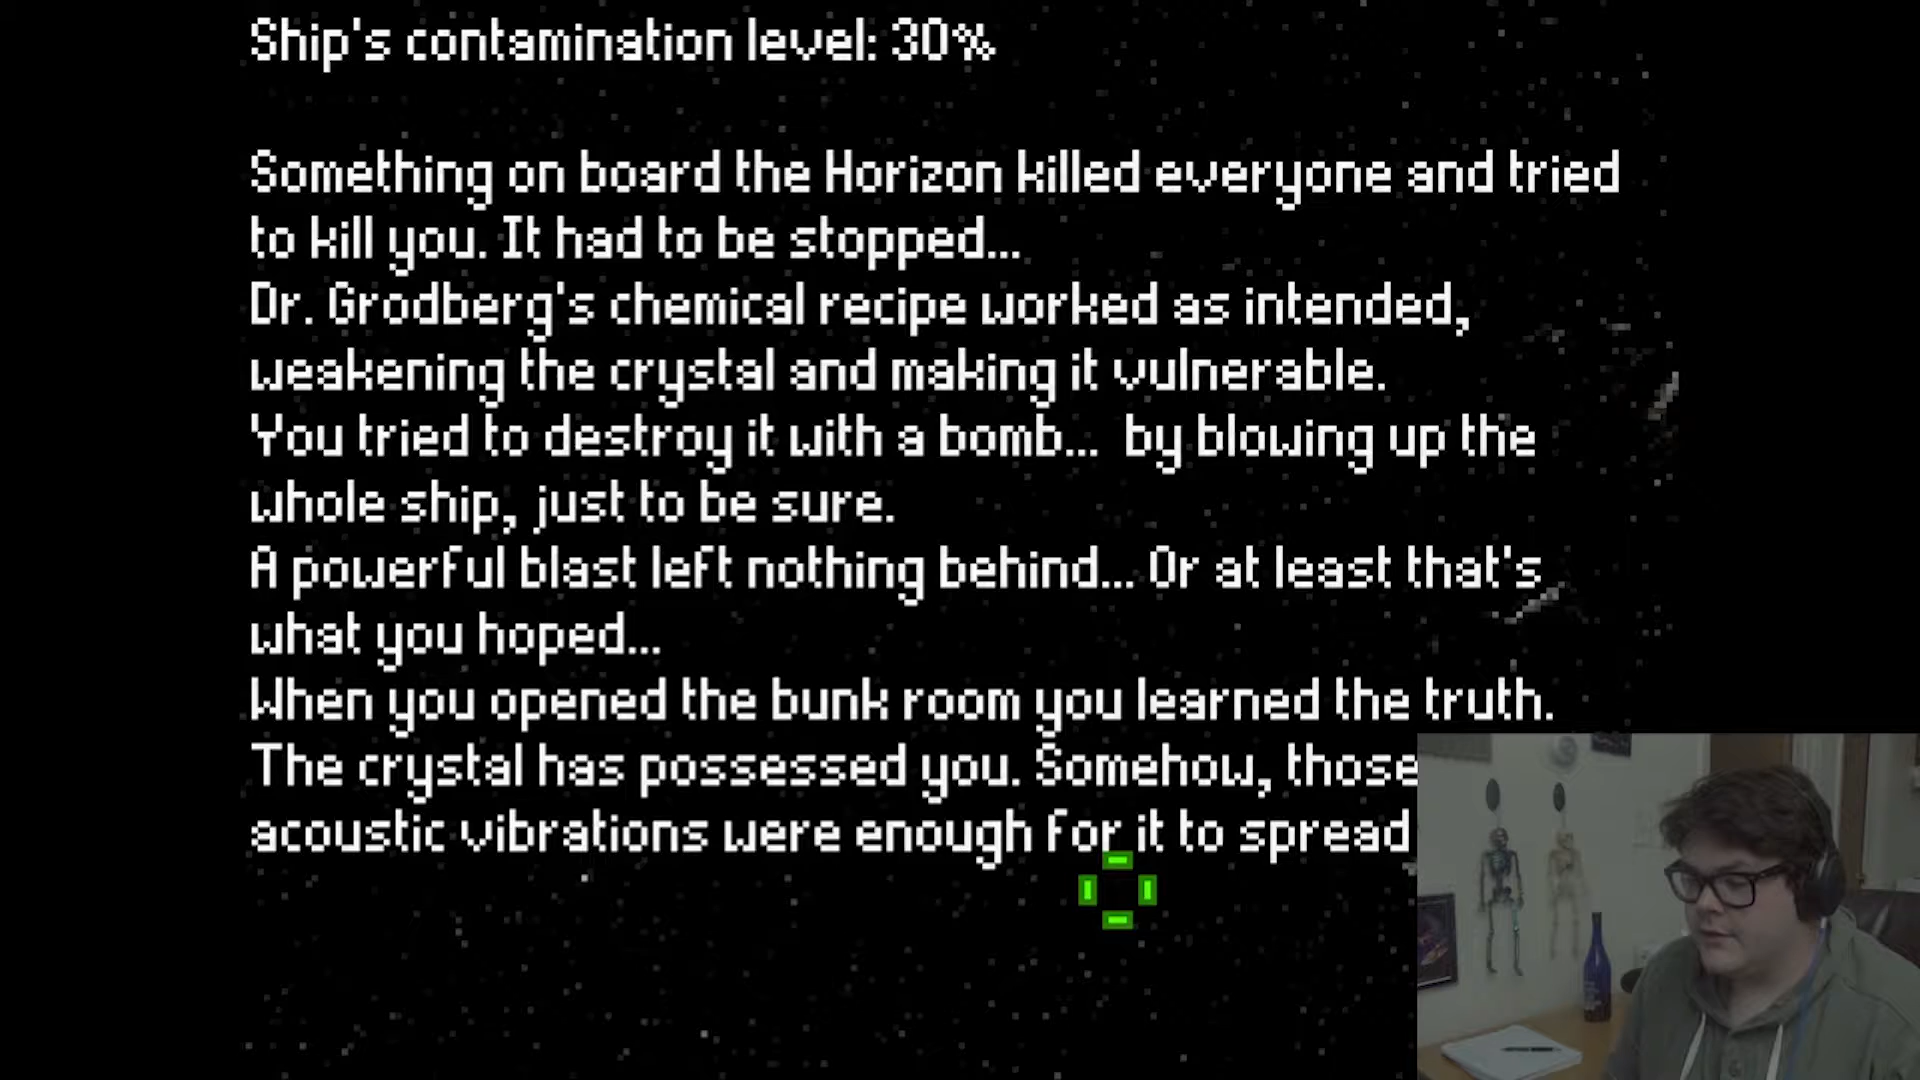 Ship's contamination level: 30%
Something on board the Horizon killed everyone and tried
to kill you. It had to be stopped...
Dr. Grodberg's chemical recipe worked as intended,
weakening the crystal and making it vulnerable.
You tried to destroy it with a bomb...  by blowing up the
whole ship, just to be sure.
A powerful blast left nothing behind... Or at least that's
what you hoped...
When you opened the bunk room you learned the truth.
The crystal has possessed you. Somehow, those
acoustic vibrations were enough for it to spread